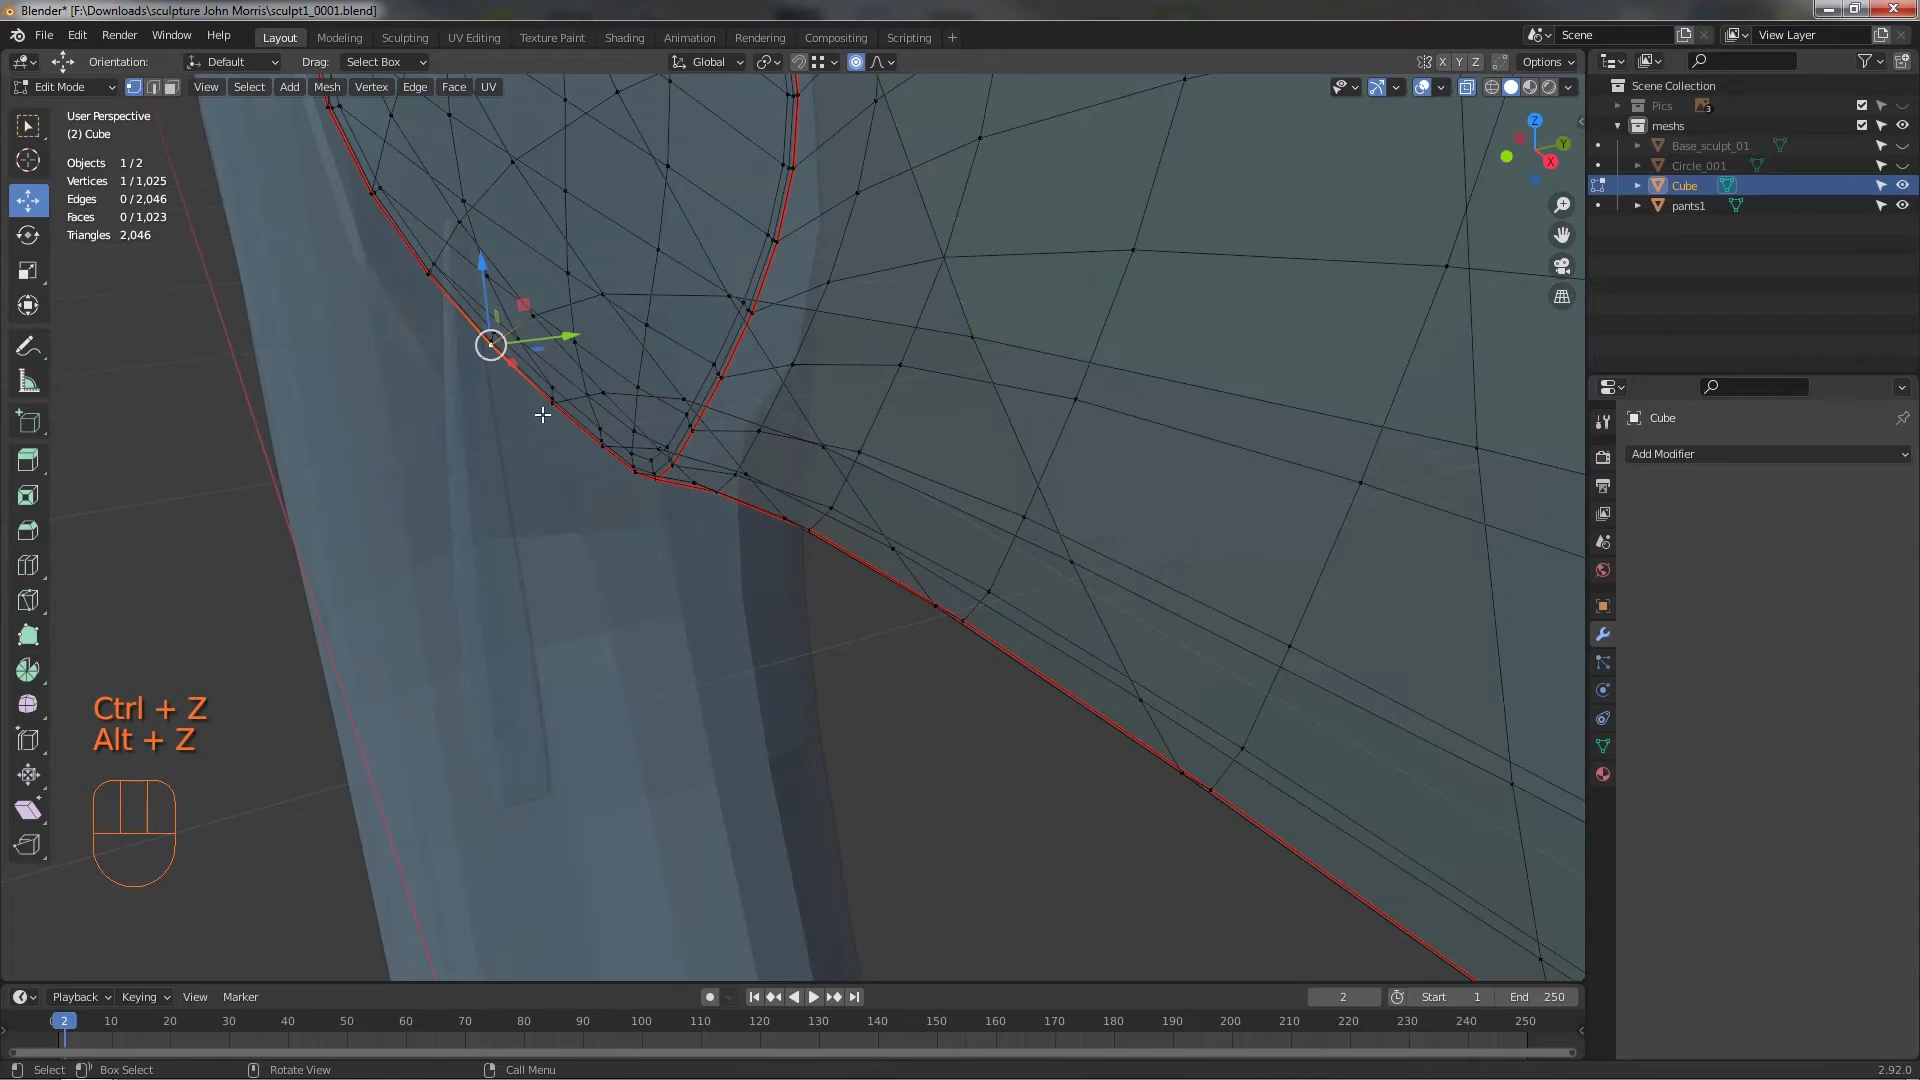 Blender* [F:\Downloads\sculpture John Morris\sculpt1_0001.blend]
File Edit Render Window Help Layout Modeling Sculpting UV Editing Texture Paint Shading Animation Rendering Compositing Scripting + Scene View Layer
Orientation: Default Drag: Select Box Global X Y Z Options
Edit Mode View Select Add Mesh Vertex Edge Face UV
User Perspective
(2) Cube
Objects 1 / 2
Vertices 1 / 1,025
Edges 0 / 2,046
Faces 0 / 1,023
Triangles 2,046
Z
Y
X
Scene Collection
Pics 3
meshs
Base_sculpt_01
Circle_001
Cube
pants1
Cube
Add Modifier
Ctrl + Z
Alt + Z
Playback Keying View Marker 2 Start 1 End 250
2 10 20 30 40 50 60 70 80 90 100 110 120 130 140 150 160 170 180 190 200 210 220 230 240 250
Select Box Select Rotate View Call Menu 2.92.0